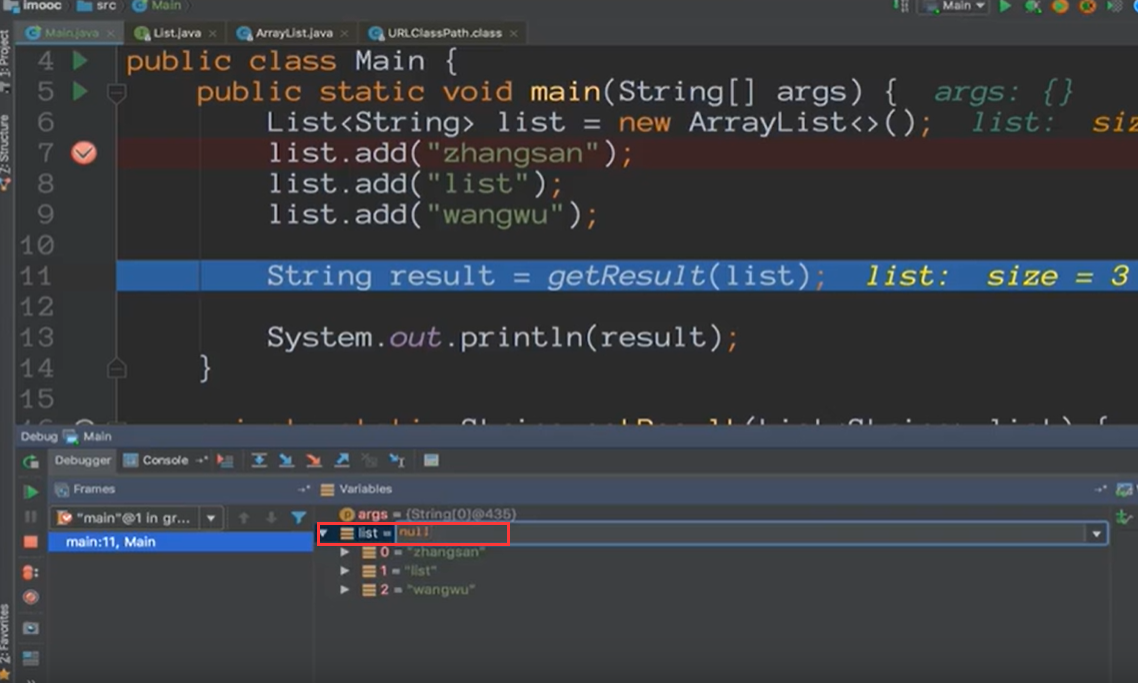 imooc src Main Main
1: Project
Z: Structure
2: Favorites
Main.java × List.java × ArrayList.java × URLClassPath.class ×
4 public class Main {
5 public static void main(String[] args) { args: {}
6 List<String> list = new ArrayList<>(); list: siz
7 list.add("zhangsan");
8 list.add("list");
9 list.add("wangwu");
10
11 String result = getResult(list); list: size = 3
12
13 System.out.println(result);
14 }
15
Debug Main
Debugger Console
Frames Variables
"main"@1 in gr...
main:11, Main
args = {String[0]@435}
list = null
0 = "zhangsan"
1 = "list"
2 = "wangwu"